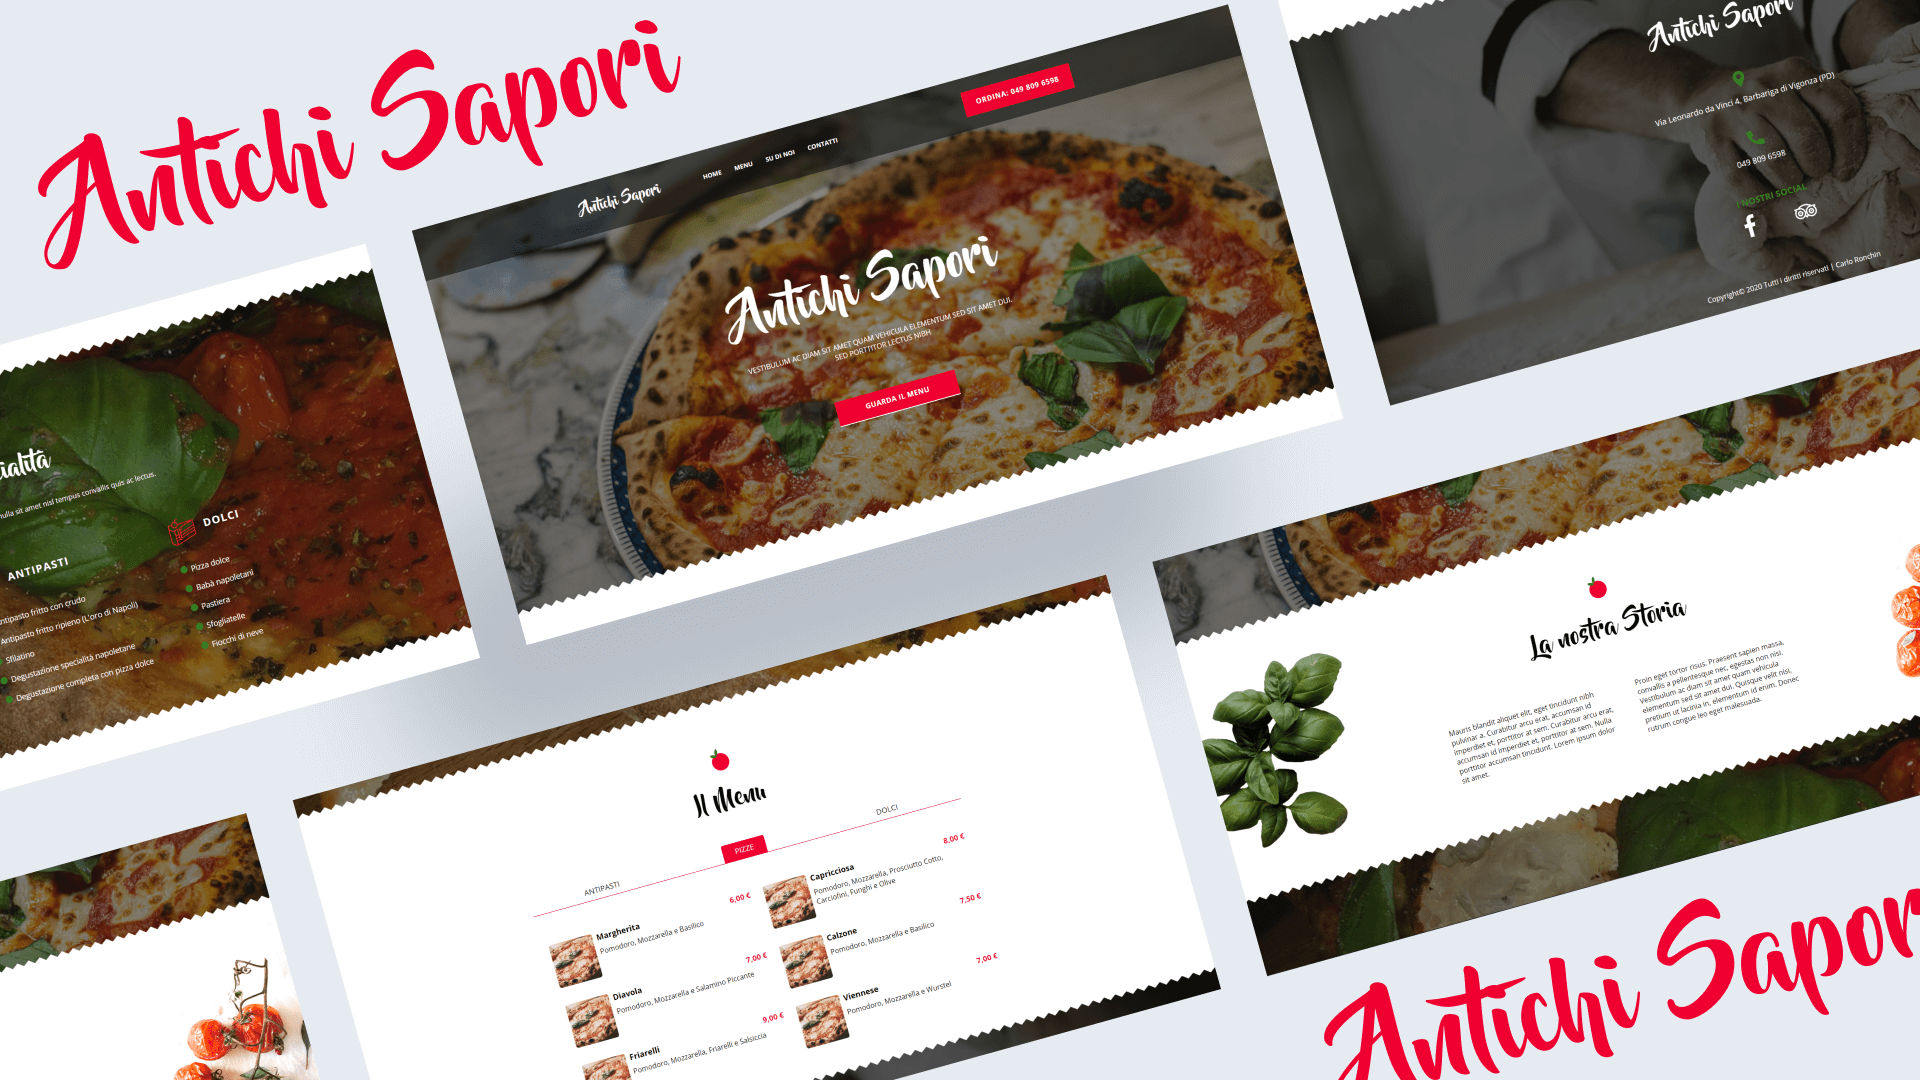 Antichi Sapori
Antichi Sapori
HOME MENU SU DI NOI CONTATTI
ORDINA: 049 809 6598
Antichi Sapori
VESTIBULUM AC DIAM SIT AMET QUAM VEHICULA ELEMENTUM SED SIT AMET DUI.
SED PORTTITOR LECTUS NIBH
GUARDA IL MENU
Antichi Sapori
Via Leonardo da Vinci 4, Barbariga di Vigonza (PD)
049 809 6598
I NOSTRI SOCIAL
Copyright© 2020 Tutti i diritti riservati | Carlo Ronchin
cialità
nulla sit amet nisl tempus convallis quis ac lectus.
ANTIPASTI
ntipasto fritto con crudo
Antipasto fritto ripieno (L'oro di Napoli)
Sfilatino
Degustazione specialità napoletane
Degustazione completa con pizza dolce
DOLCI
Pizza dolce
Babà napoletani
Pastiera
Sfogliatelle
Fiocchi di neve
Il Menu
ANTIPASTI
PIZZE
DOLCI
Margherita
6,00 €
Pomodoro, Mozzarella e Basilico
Diavola
7,00 €
Pomodoro, Mozzarella e Salamino Piccante
Friarelli
9,00 €
Pomodoro, Mozzarella, Friarelli e Salsiccia
Capricciosa
8,00 €
Pomodoro, Mozzarella, Prosciutto Cotto,
Carciofini, Funghi e Olive
Calzone
7,50 €
Pomodoro, Mozzarella e Basilico
Viennese
7,00 €
Pomodoro, Mozzarella e Wurstel
La nostra Storia
Mauris blandit aliquet elit, eget tincidunt nibh
pulvinar a. Curabitur arcu erat, accumsan id
imperdiet et, porttitor at sem. Curabitur arcu erat,
accumsan id imperdiet et, porttitor at sem. Nulla
porttitor accumsan tincidunt. Lorem ipsum dolor
sit amet.
Proin eget tortor risus. Praesent sapien massa,
convallis a pellentesque nec, egestas non nisi.
Vestibulum ac diam sit amet quam vehicula
elementum sed sit amet dui. Quisque velit nisi,
pretium ut lacinia in, elementum id enim. Donec
rutrum congue leo eget malesuada.
Antichi Sapor